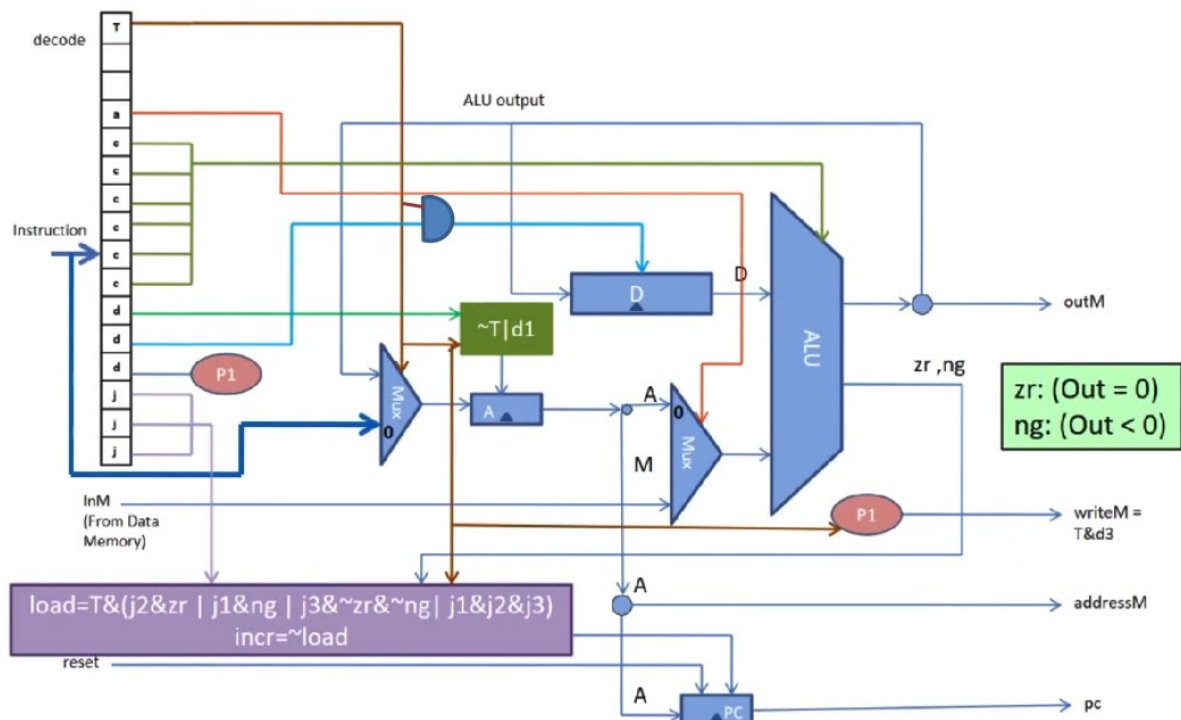 decode
T
a
c
c
c
c
c
c
d
d
d
j
j
j
Instruction
ALU output
D
D
~T|d1
P1
Mux
0
A
A
0
Mux
M
ALU
outM
zr ,ng
zr: (Out = 0)
ng: (Out < 0)
InM
(From Data
Memory)
P1
writeM =
T&d3
load=T&(j2&zr | j1&ng | j3&~zr&~ng| j1&j2&j3)
incr=~load
A
addressM
reset
A
PC
pc